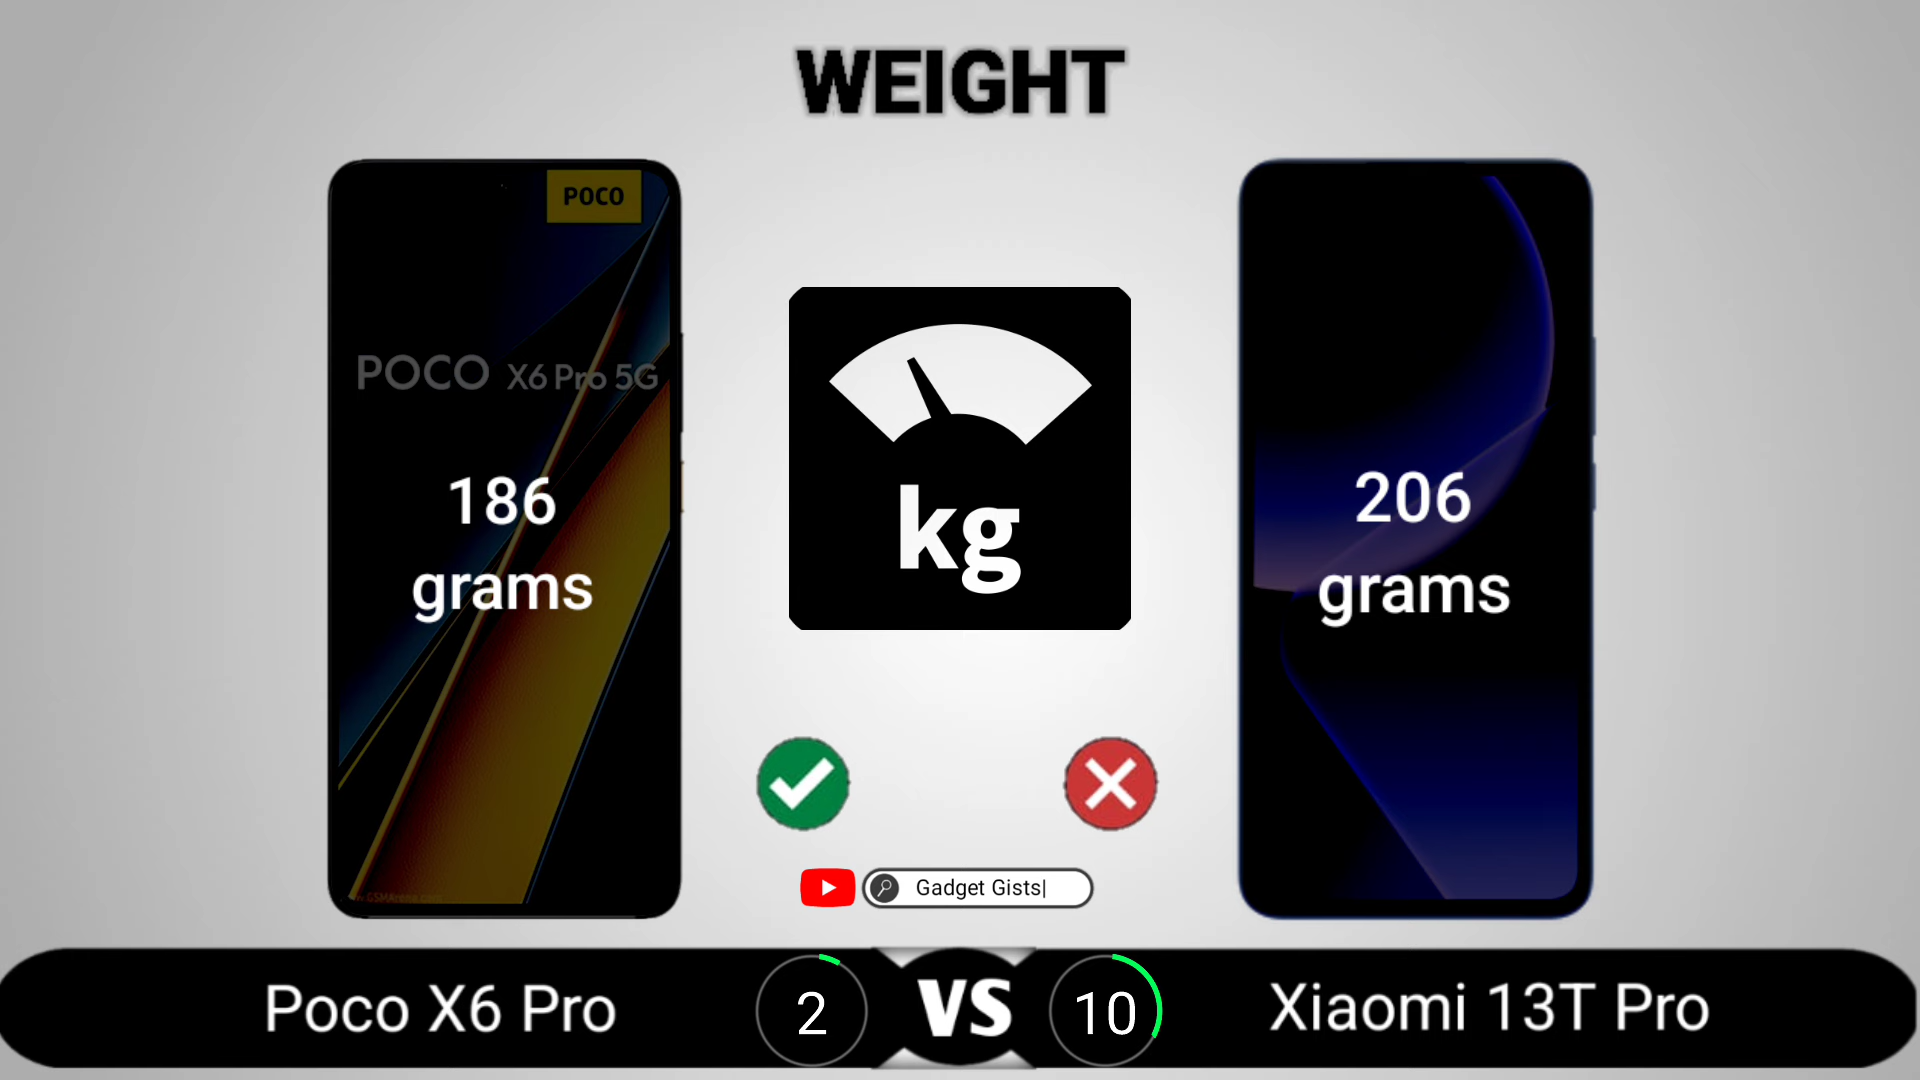 WEIGHT
POCO
POCO X6 Pro 5G
186
grams
kg
206
grams
Gadget Gists|
Poco X6 Pro
2
VS
10
Xiaomi 13T Pro